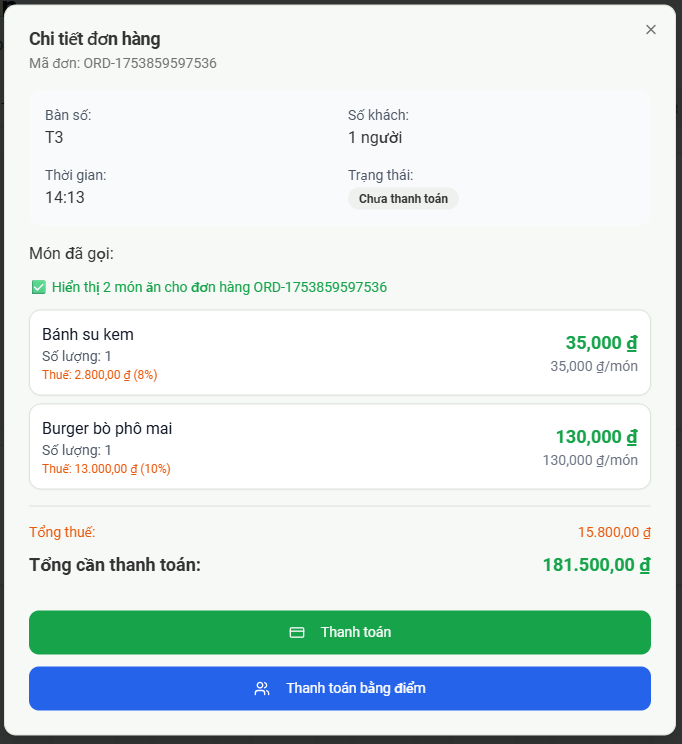 Chi tiết đơn hàng
Mã đơn: ORD-1753859597536
Bàn số:
T3
Số khách:
1 người
Thời gian:
14:13
Trạng thái:
Chưa thanh toán
Món đã gọi:
✅ Hiển thị 2 món ăn cho đơn hàng ORD-1753859597536
Bánh su kem
Số lượng: 1
Thuế: 2.800,00 ₫ (8%)
35,000 ₫
35,000 ₫/món
Burger bò phô mai
Số lượng: 1
Thuế: 13.000,00 ₫ (10%)
130,000 ₫
130,000 ₫/món
Tổng thuế:
15.800,00 ₫
Tổng cần thanh toán:
181.500,00 ₫
Thanh toán
Thanh toán bằng điểm